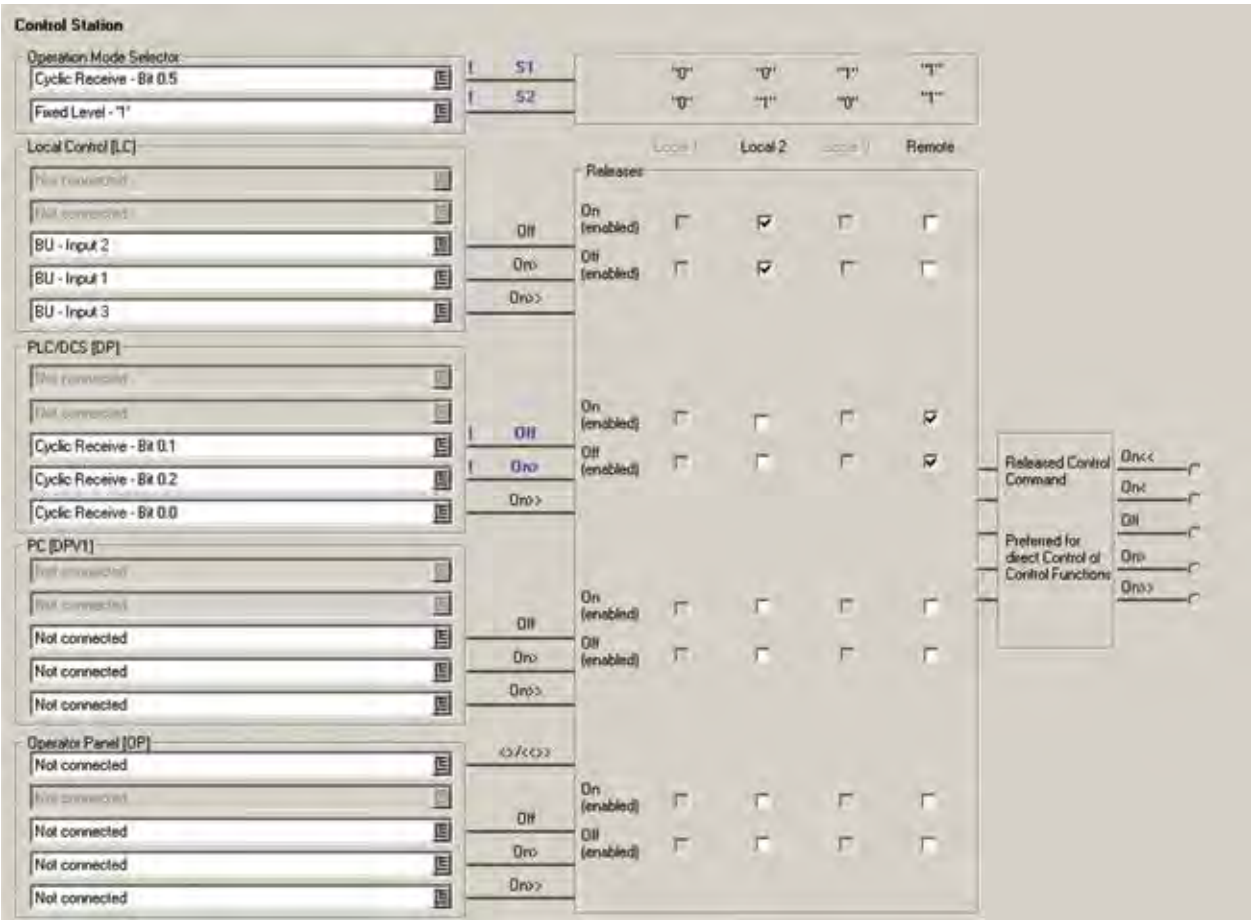 Control Station
Operation Mode Selector
Cyclic Receive - Bit 0.5
! S1
"0" "0" "1" "1"
Fixed Level - "1"
! S2
"0" "1" "0" "1"
Local Control [LC]
Local 2 Remote
Releases
Not connected
Not connected
On (enabled)
BU - Input 2
Off
Off (enabled)
BU - Input 1
On>
BU - Input 3
On>>
PLC/DCS [DP]
Not connected
Not connected
On (enabled)
Cyclic Receive - Bit 0.1
! Off
Off (enabled)
Cyclic Receive - Bit 0.2
! On>
Cyclic Receive - Bit 0.0
On>>
PC [DPV1]
Not connected
Not connected
On (enabled)
Not connected
Off
Off (enabled)
Not connected
On>
Not connected
On>>
Operator Panel [OP]
Not connected
<>/<<>>
Not connected
On (enabled)
Not connected
Off
Off (enabled)
Not connected
On>
Not connected
On>>
Released Control
Command
Preferred for
direct Control of
Control Functions
On<<
On<
Off
On>
On>>